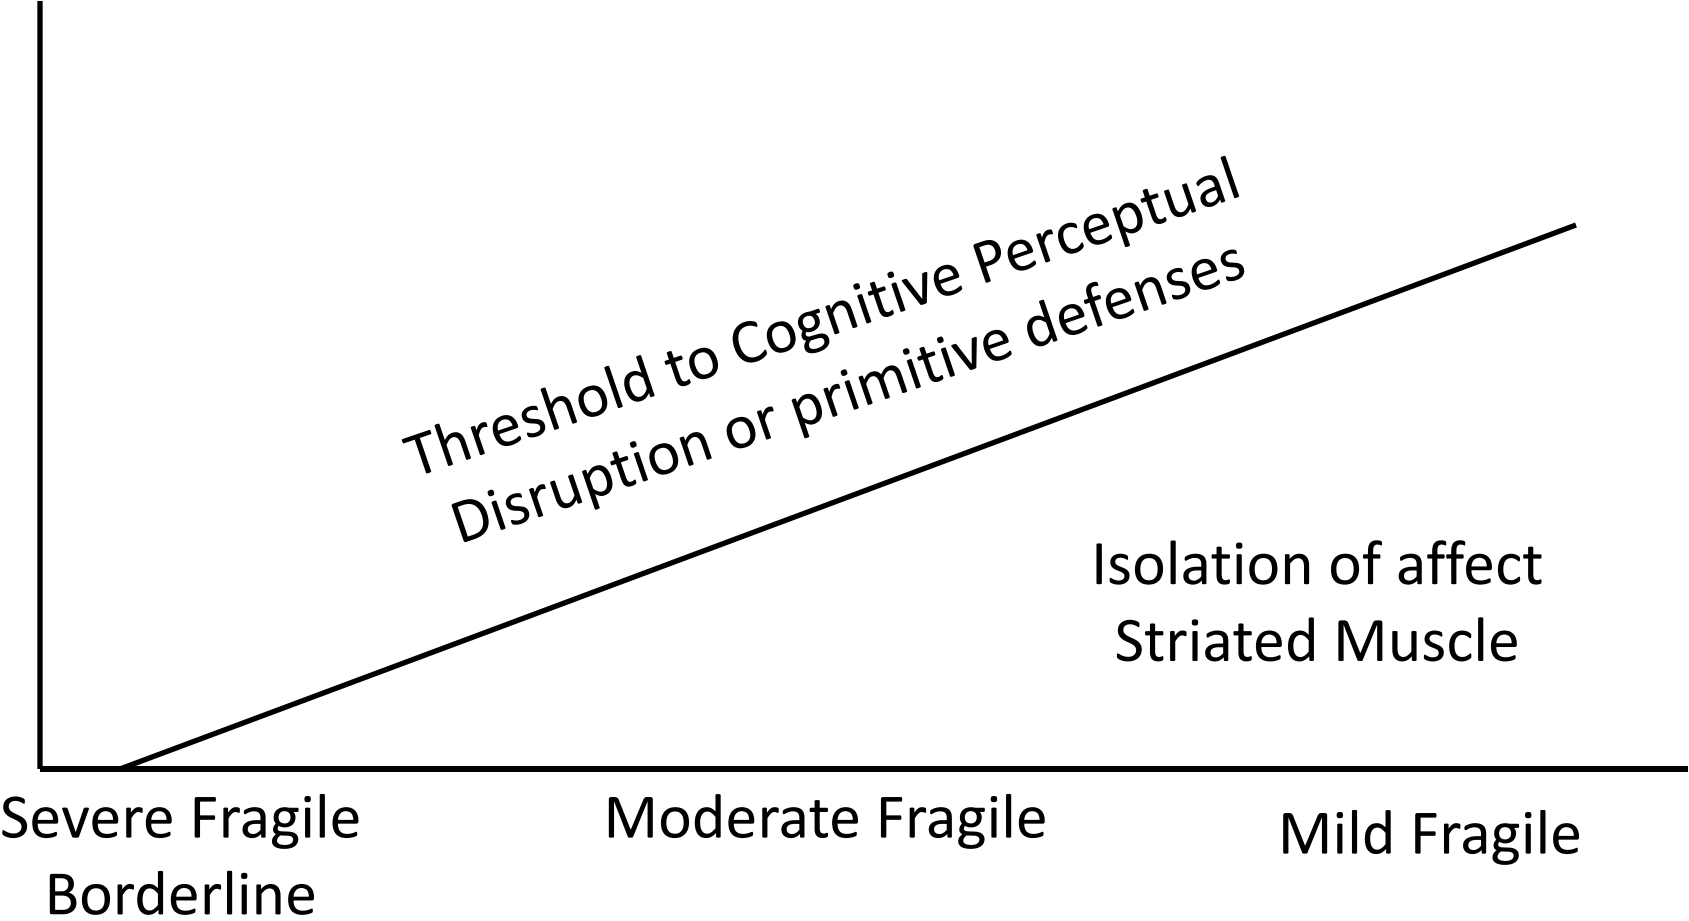 Threshold to Cognitive Perceptual
Disruption or primitive defenses
Isolation of affect
Striated Muscle
Severe Fragile
Borderline
Moderate Fragile
Mild Fragile